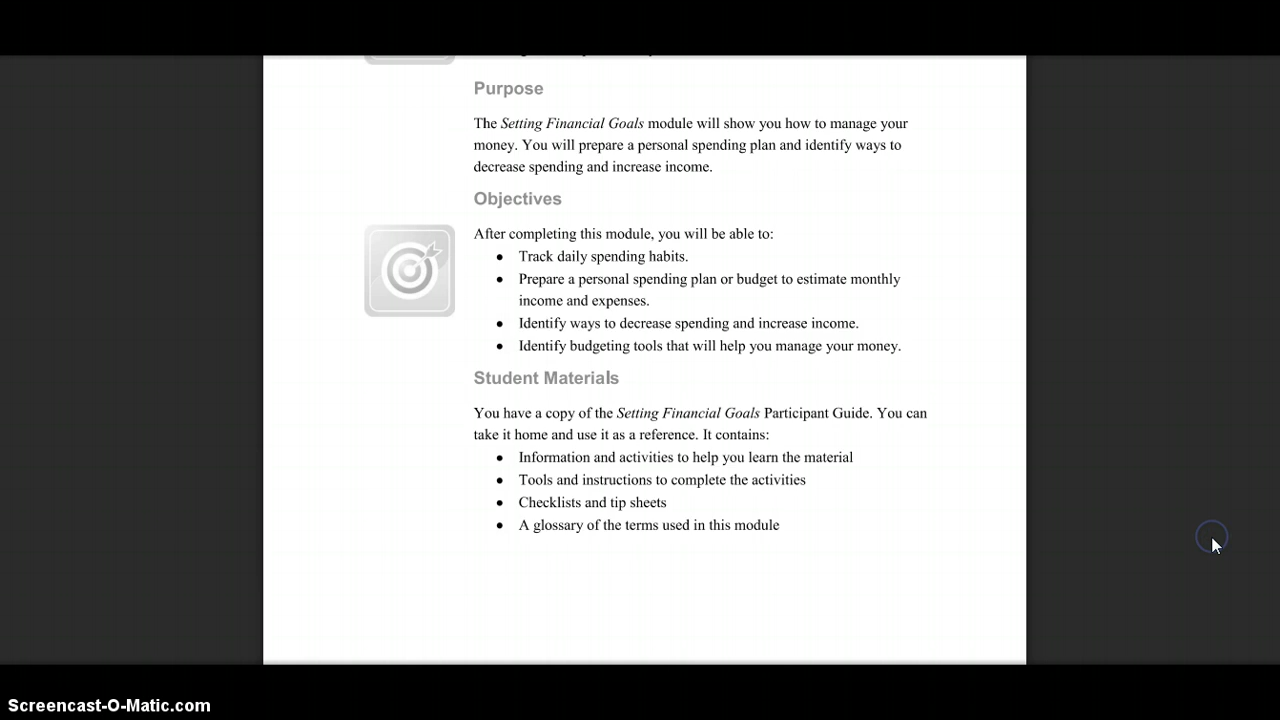 Purpose
The Setting Financial Goals module will show you how to manage your
money. You will prepare a personal spending plan and identify ways to
decrease spending and increase income.
Objectives
After completing this module, you will be able to:
• Track daily spending habits.
• Prepare a personal spending plan or budget to estimate monthly
income and expenses.
• Identify ways to decrease spending and increase income.
• Identify budgeting tools that will help you manage your money.
Student Materials
You have a copy of the Setting Financial Goals Participant Guide. You can
take it home and use it as a reference. It contains:
• Information and activities to help you learn the material
• Tools and instructions to complete the activities
• Checklists and tip sheets
• A glossary of the terms used in this module
Screencast-O-Matic.com